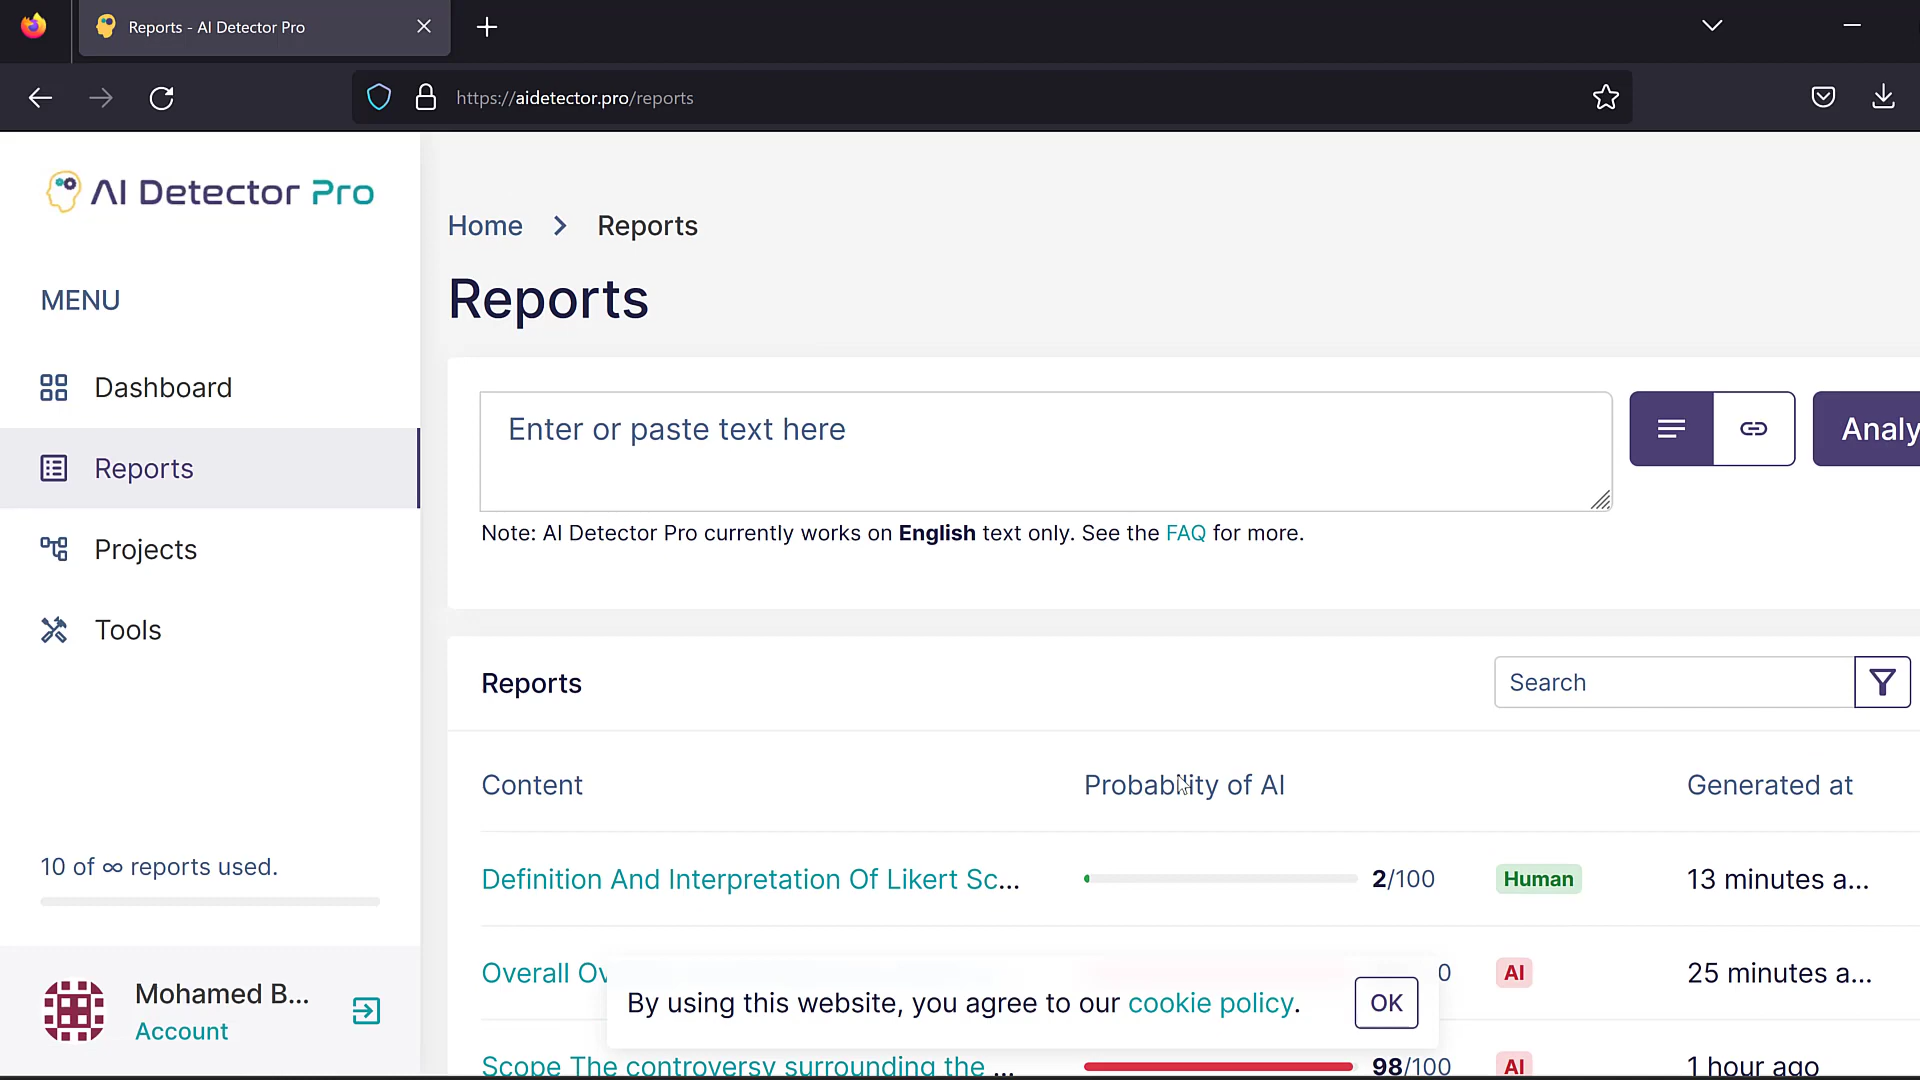 Reports - AI Detector Pro
https://aidetector.pro/reports
AI Detector Pro
MENU
Dashboard
Reports
Projects
Tools
10 of ∞ reports used.
Mohamed B...
Account
Home > Reports
Reports
Enter or paste text here
Analy
Note: AI Detector Pro currently works on English text only. See the FAQ for more.
Reports
Search
Content Probability of AI Generated at
Definition And Interpretation Of Likert Sc... 2/100 Human 13 minutes a...
Overall Ov 0 AI 25 minutes a...
By using this website, you agree to our cookie policy. OK
Scope The controversy surrounding the ... 98/100 AI 1 hour ago